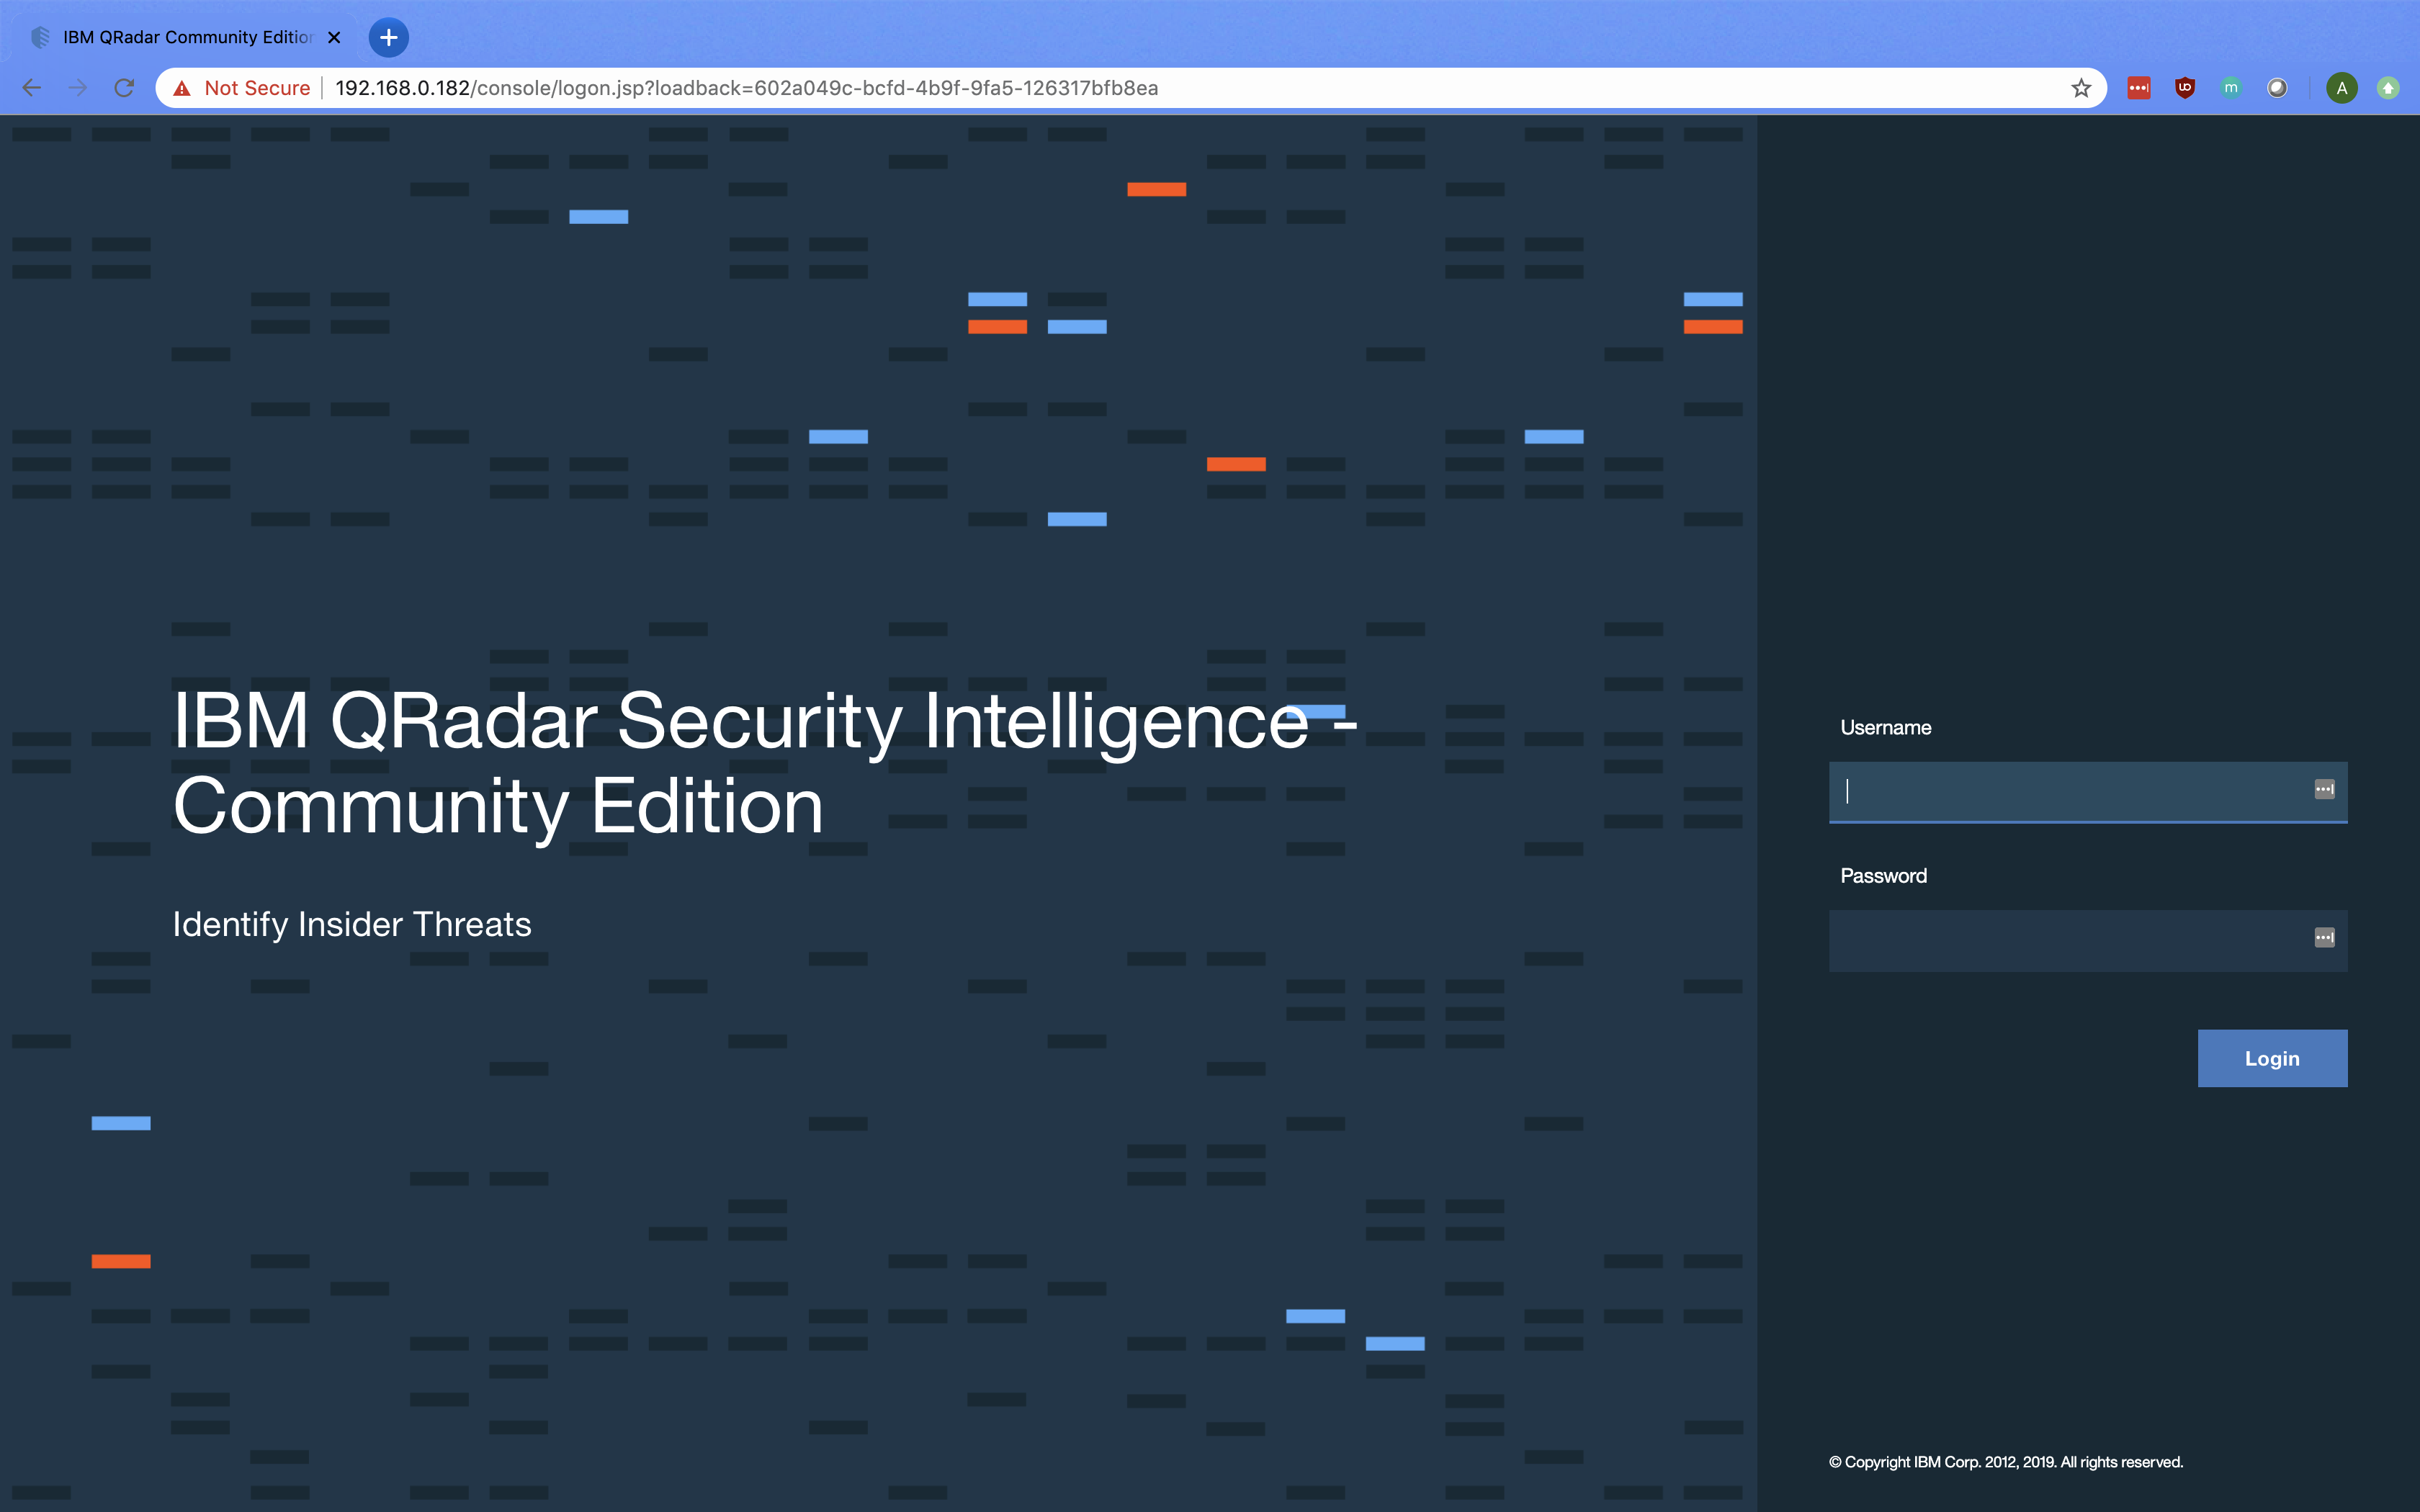 IBM QRadar Community Editior
Not Secure
192.168.0.182/console/logon.jsp?loadback=602a049c-bcfd-4b9f-9fa5-126317bfb8ea
m
A
IBM QRadar Security Intelligence -
Community Edition
Identify Insider Threats
Username
Password
Login
© Copyright IBM Corp. 2012, 2019. All rights reserved.